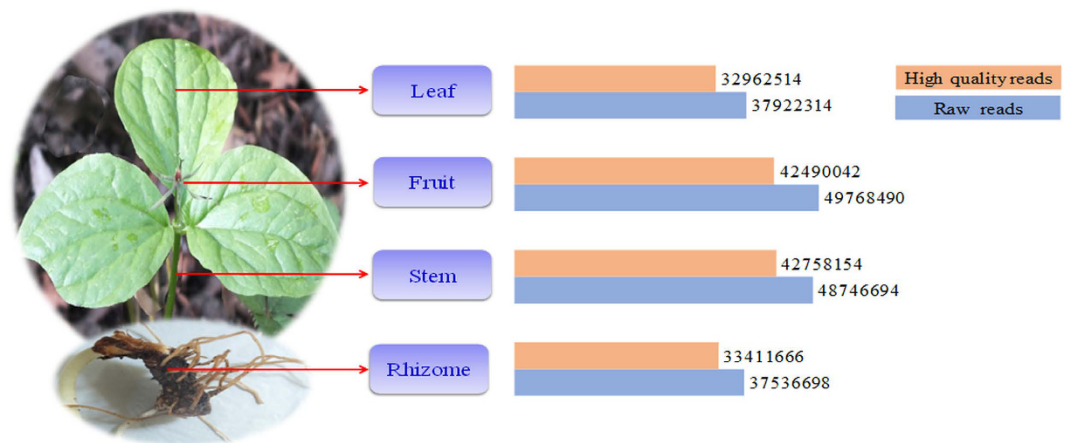 Leaf
32962514
37922314
High quality reads
Raw reads
Fruit
42490042
49768490
Stem
42758154
48746694
Rhizome
33411666
37536698